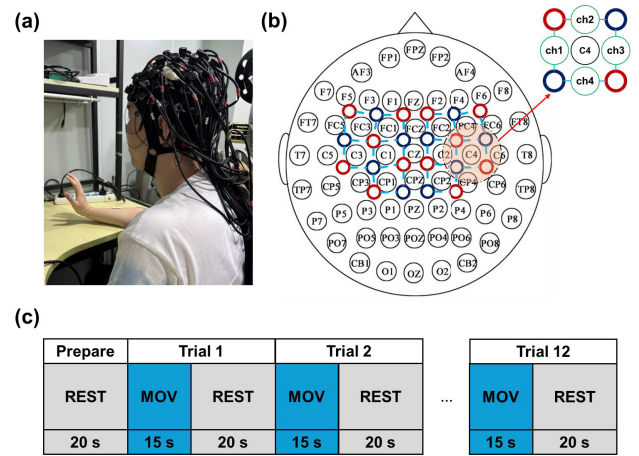 (a)
(b)
ch2
ch1 C4 ch3
ch4
FPZ
FP1 FP2
AF3 AF4
F7 F5 F3 F1 FZ F2 F4 F6 F8
FT7 FC5 FC3 FC1 FCZ FC2 FC4 FC6 FT8
T7 C5 C3 C1 CZ C2 C4 C6 T8
TP7 CP5 CP3 CP1 CPZ CP2 CP4 CP6 TP8
P7 P5 P3 P1 PZ P2 P4 P6 P8
PO7 PO5 PO3 POZ PO4 PO6 PO8
CB1 O1 OZ O2 CB2
(c)
Prepare Trial 1 Trial 2 Trial 12
REST MOV REST MOV REST ... MOV REST
20 s 15 s 20 s 15 s 20 s 15 s 20 s